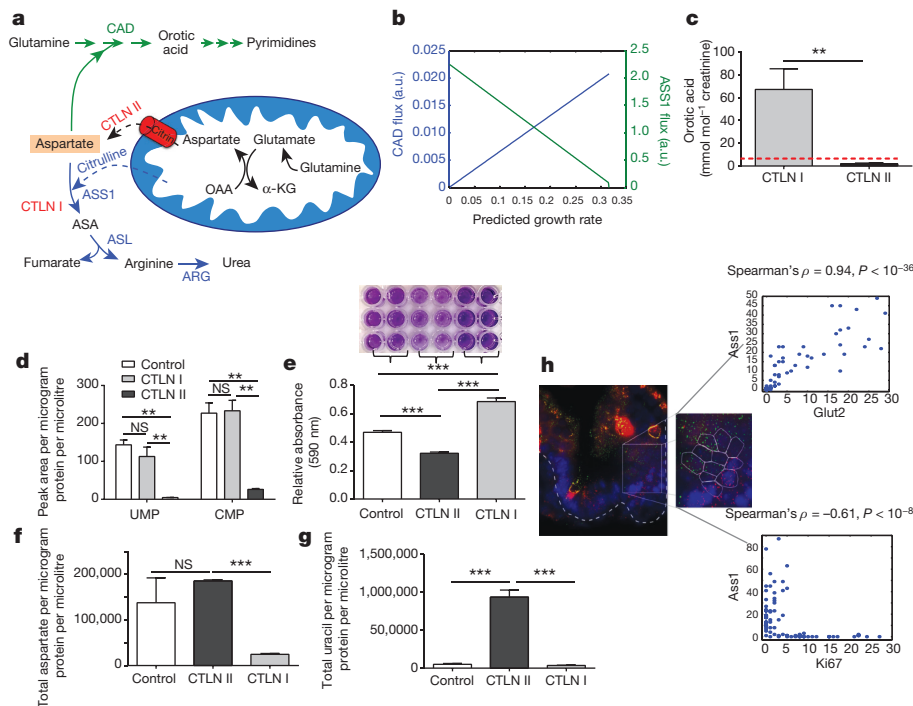 a
Glutamine CAD Orotic acid Pyrimidines
CTLN II
Citrin
Aspartate
Aspartate Glutamate
Glutamine
OAA α-KG
Citrulline
ASS1
CTLN I
ASA
ASL
Fumarate Arginine Urea
ARG
b
CAD flux (a.u.)
0.025
0.020
0.015
0.010
0.005
0
ASS1 flux (a.u.)
2.5
2.0
1.5
1.0
0.5
0
0 0.05 0.10 0.15 0.20 0.25 0.30 0.35
Predicted growth rate
c
Orotic acid
(mmol mol⁻¹ creatinine)
100
80
60
40
20
0
**
CTLN I CTLN II
d
Peak area per microgram
protein per microlitre
200
100
0
Control
CTLN I
CTLN II
**
NS
**
**
NS
**
UMP CMP
e
Relative absorbance
(590 nm)
0.8
0.6
0.4
0.2
0.0
***
***
***
Control CTLN II CTLN I
f
Total aspartate per microgram
protein per microlitre
200,000
100,000
0
NS
***
Control CTLN II CTLN I
g
Total uracil per microgram
protein per microlitre
1,500,000
1,000,000
50,0000
0
***
***
Control CTLN II CTLN I
h
Spearman's ρ = 0.94, P < 10⁻³⁶
Ass1
50
45
40
35
30
25
20
15
10
5
0
0 5 10 15 20 25 30
Glut2
Spearman's ρ = –0.61, P < 10⁻⁸
Ass1
80
60
40
20
0
0 5 10 15 20 25 30
Ki67